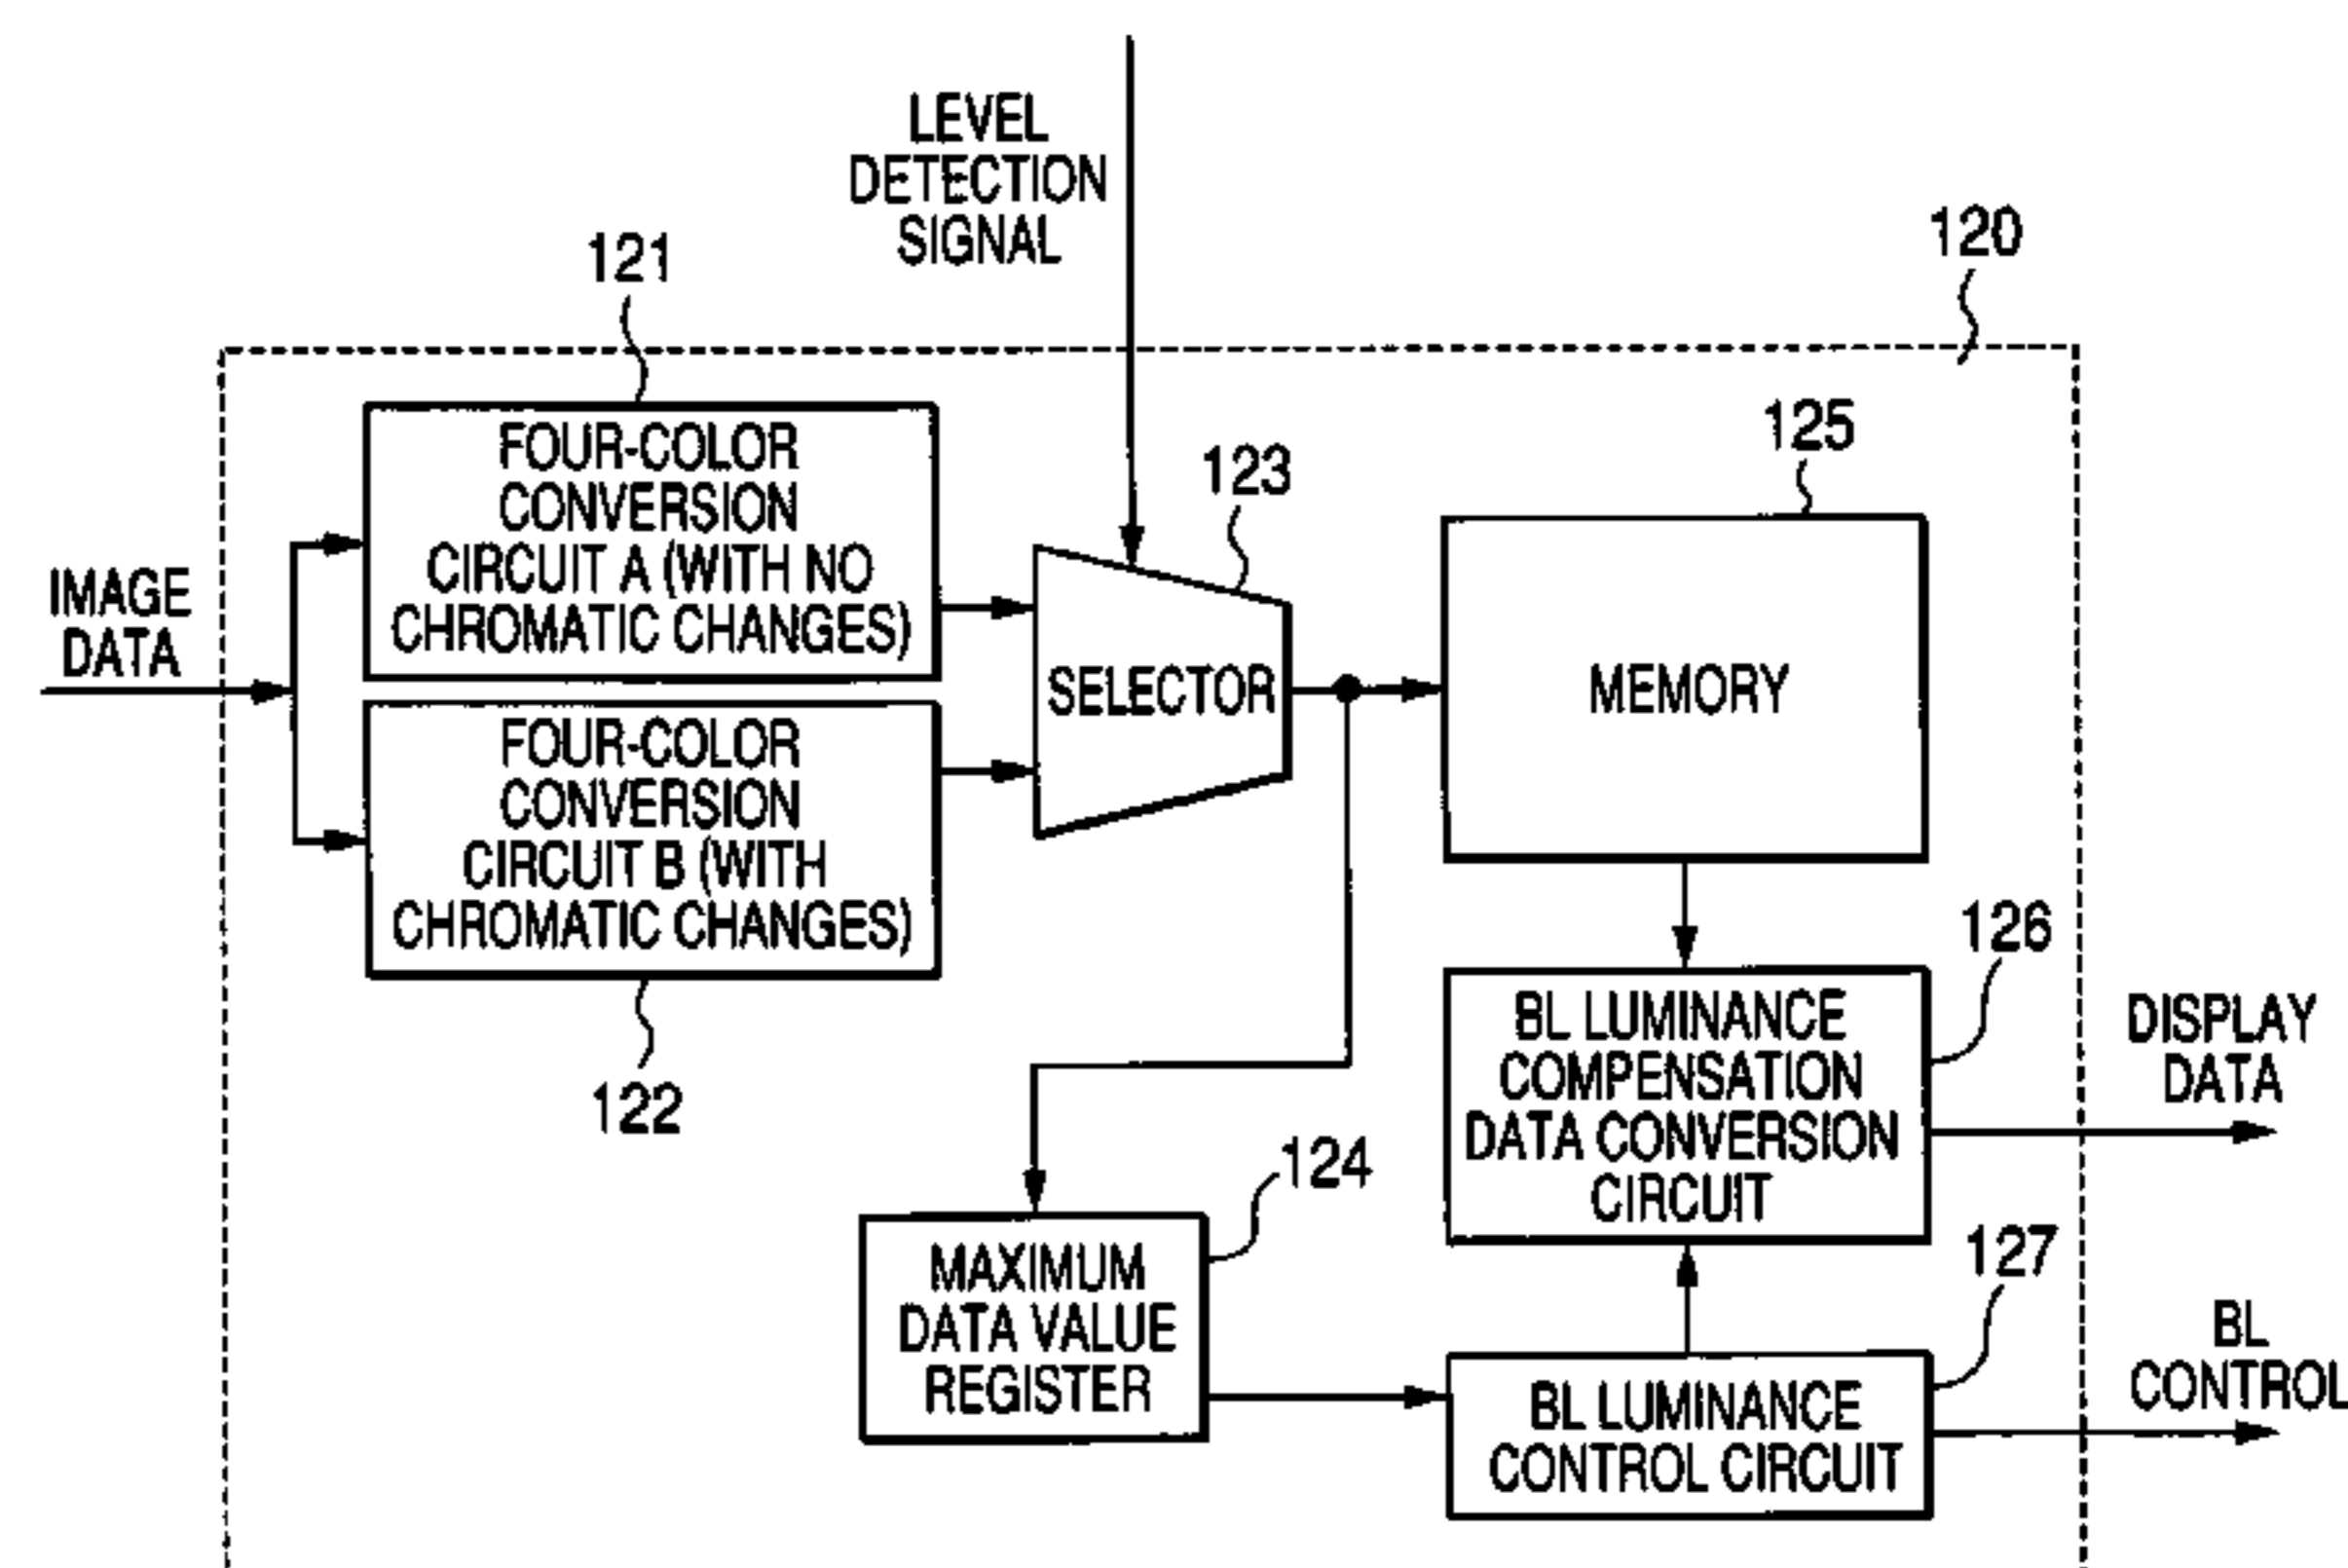 LEVEL
DETECTION
SIGNAL
120
121
FOUR-COLOR
CONVERSION
CIRCUIT A (WITH NO
CHROMATIC CHANGES)
123
125
IMAGE
DATA
SELECTOR
MEMORY
FOUR-COLOR
CONVERSION
CIRCUIT B (WITH
CHROMATIC CHANGES)
122
126
BL LUMINANCE
COMPENSATION
DATA CONVERSION
CIRCUIT
DISPLAY
DATA
124
MAXIMUM
DATA VALUE
REGISTER
127
BL LUMINANCE
CONTROL CIRCUIT
BL
CONTROL